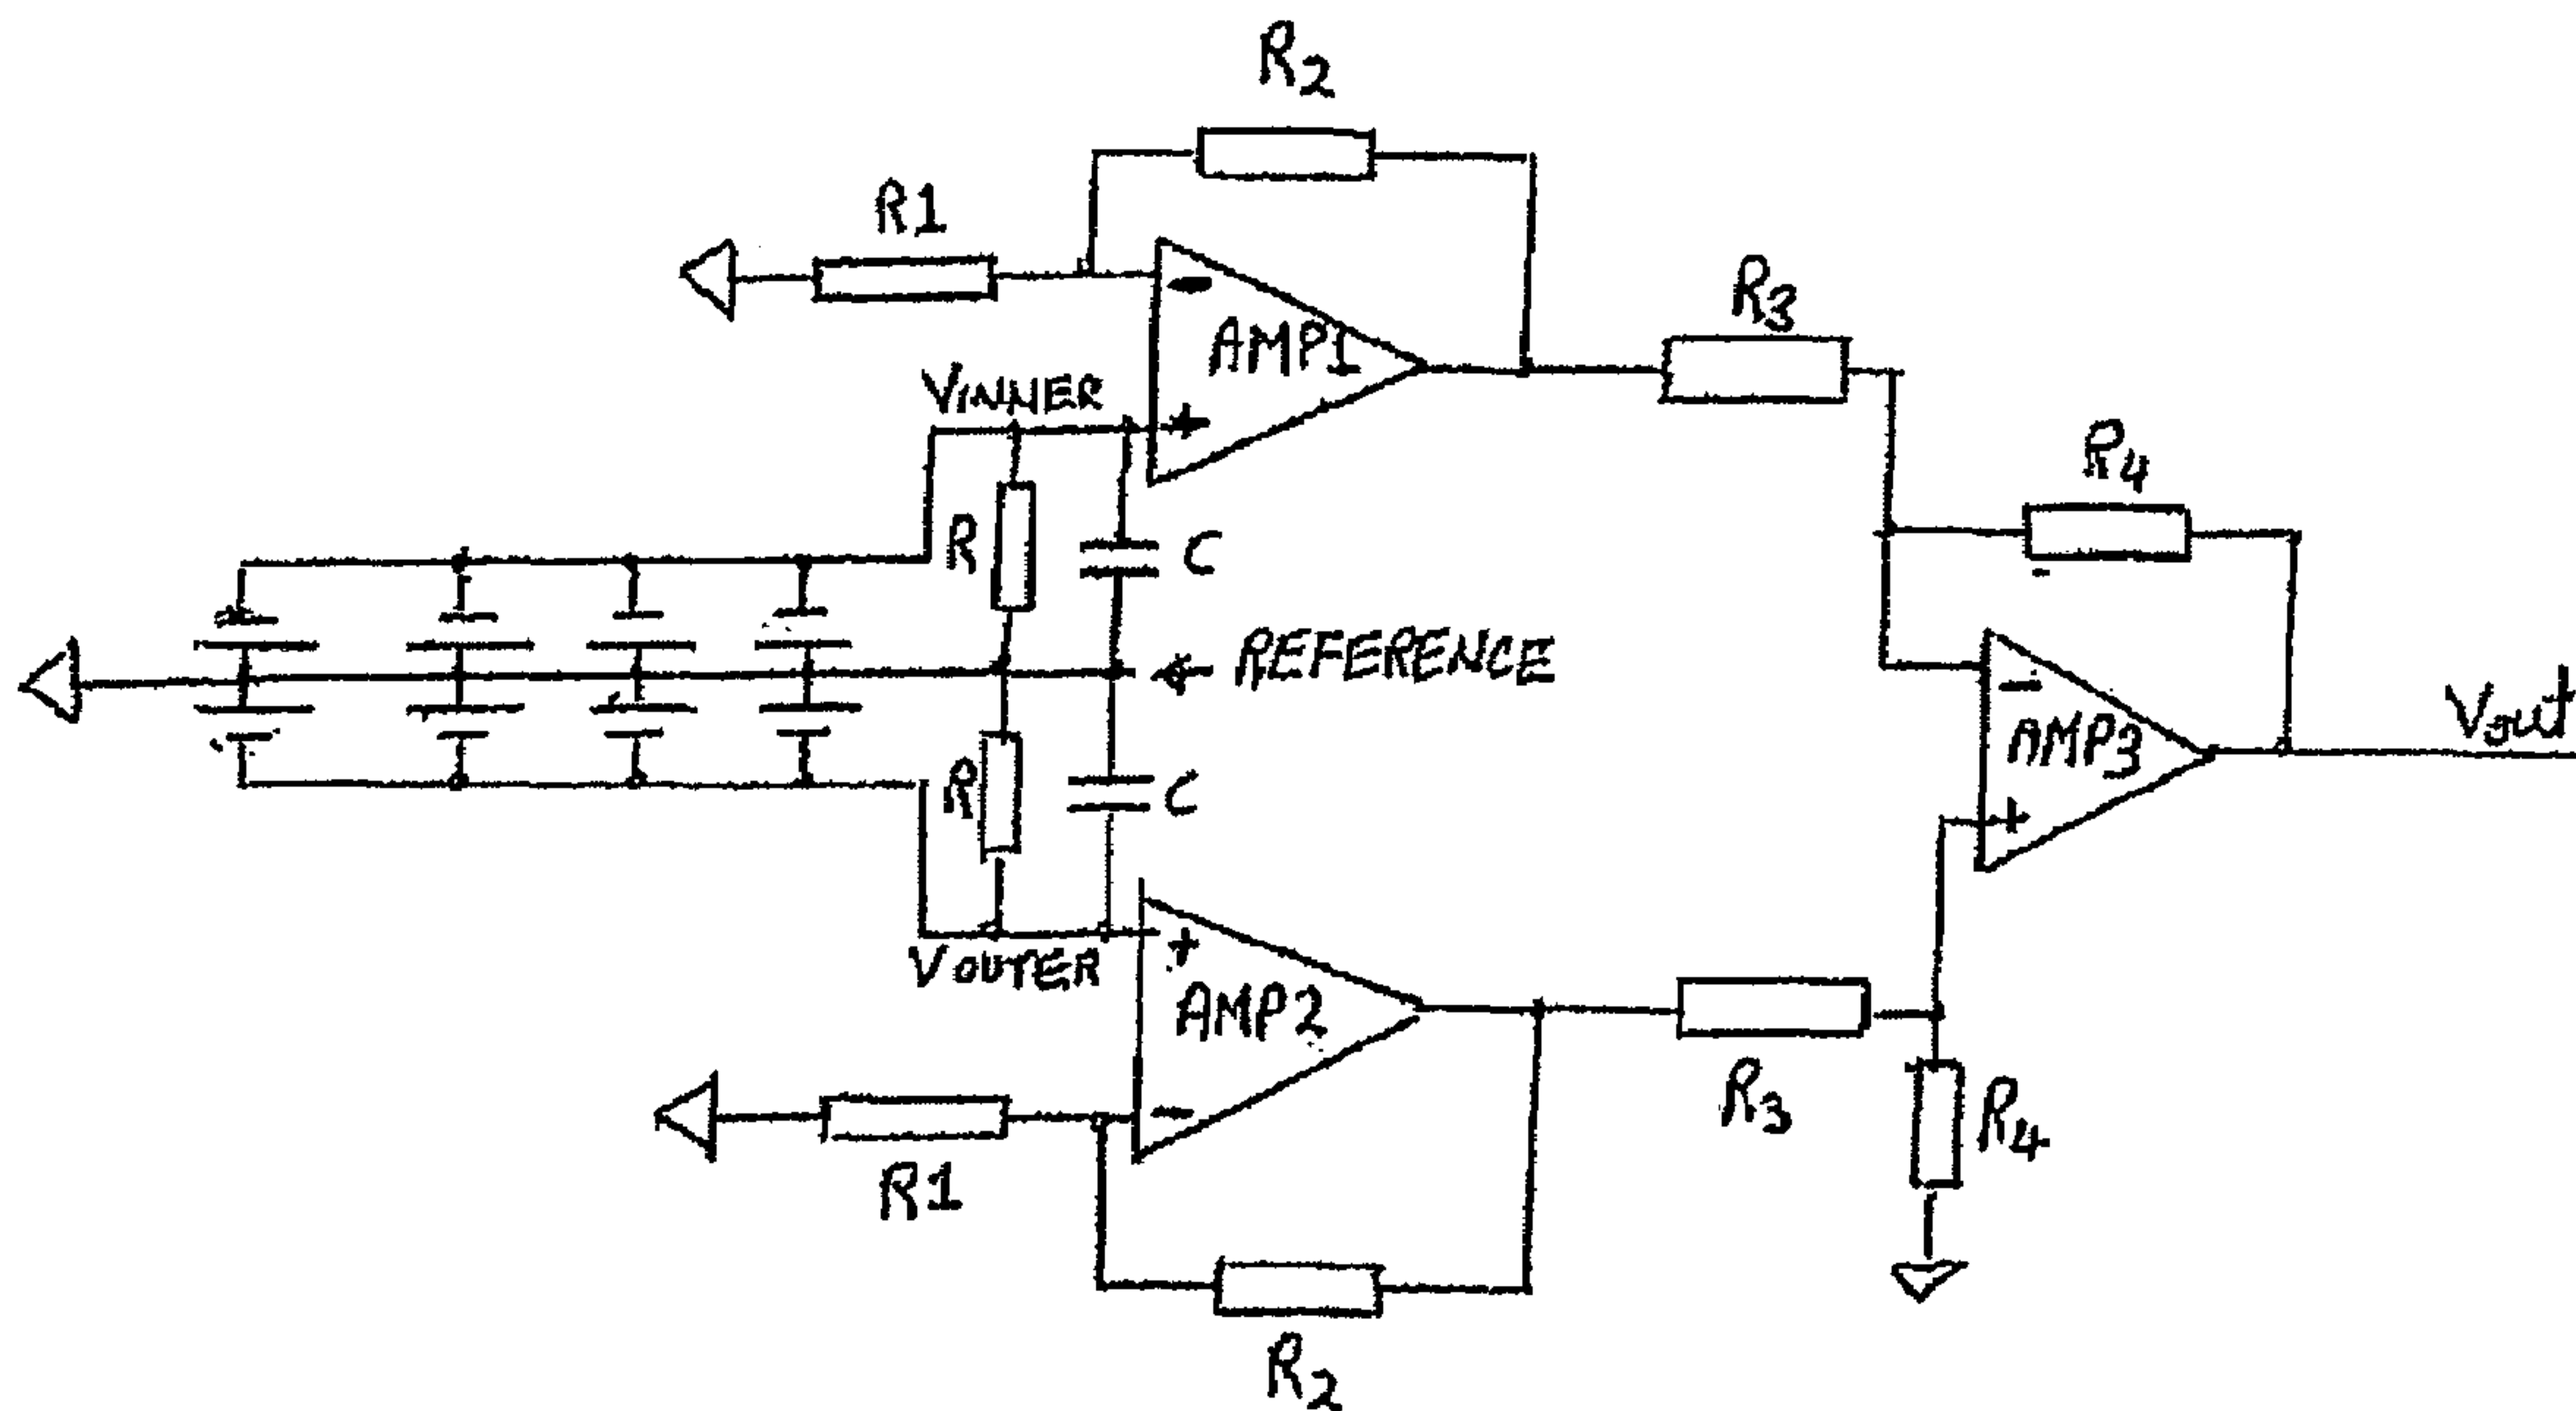 R2
R1
-
AMP1
+
VINNER
R3
R4
R
C
← REFERENCE
-
AMP3
+
Vout
R
C
VOUTER
+
AMP2
-
R3
R4
R1
R2